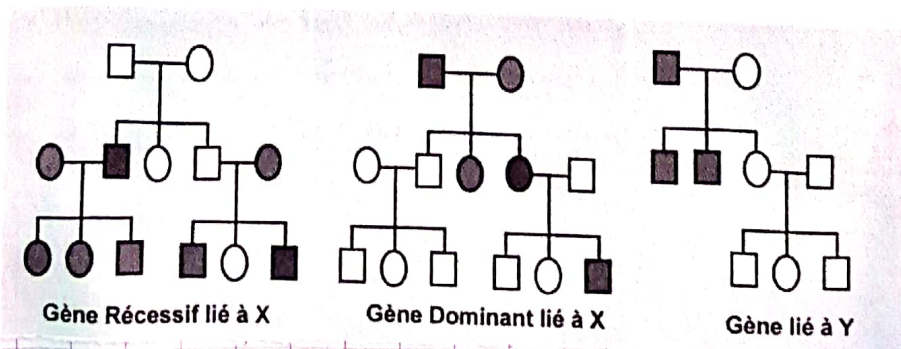 Gène Récessif lié à X
Gène Dominant lié à X
Gène lié à Y